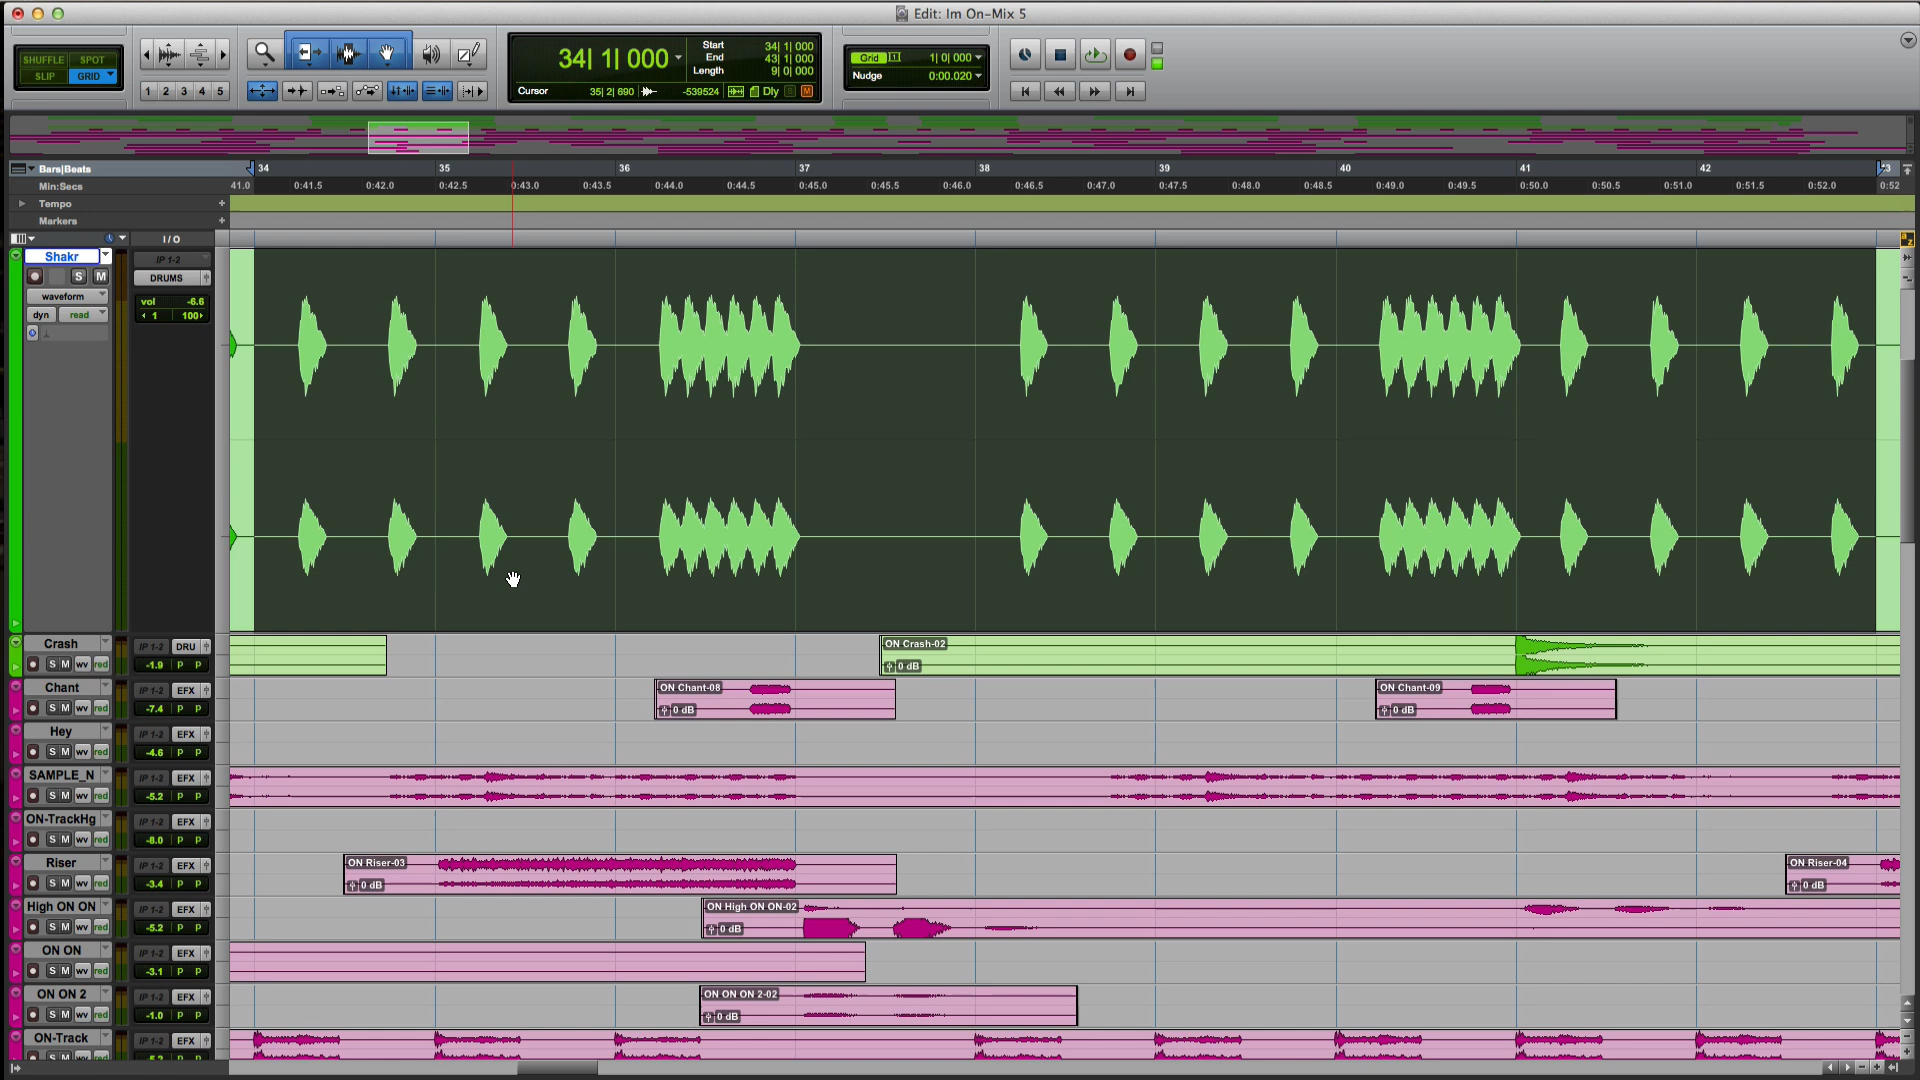 Edit: Im On-Mix 5
SHUFFLE SPOT
SLIP GRID
1 2 3 4 5
34| 1| 000
Start 34| 1| 000
End 43| 1| 000
Length 9| 0| 000
Cursor 35| 2| 690 -539524 Dly S M
Grid 1| 0| 000
Nudge 0:00.020
Bars|Beats 34 35 36 37 38 39 40 41 42
Min:Secs 41.0 0:41.5 0:42.0 0:42.5 0:43.0 0:43.5 0:44.0 0:44.5 0:45.0 0:45.5 0:46.0 0:46.5 0:47.0 0:47.5 0:48.0 0:48.5 0:49.0 0:49.5 0:50.0 0:50.5 0:51.0 0:51.5 0:52.0 0:52
Tempo +
Markers +
I/O
a z
Shakr IP 1-2
S M DRUMS
waveform vol -6.6
dyn read 1 100
Crash IP 1-2 DRU ON Crash-02
S M wv red -1.9 0 dB
Chant IP 1-2 EFX ON Chant-08 ON Chant-09
S M wv red -7.4 P P 0 dB 0 dB
Hey IP 1-2 EFX
S M wv red -4.6 P P
SAMPLE_N IP 1-2 EFX
S M wv red -5.2 P P
ON-TrackHg IP 1-2 EFX
S M wv red -8.0 P P
Riser IP 1-2 EFX ON Riser-03 ON Riser-04
S M wv red -3.4 P P 0 dB 0 dB
High ON ON IP 1-2 EFX ON High ON ON-02
S M wv red -5.2 P P 0 dB
ON ON IP 1-2 EFX
S M wv red -3.1 P P
ON ON 2 IP 1-2 EFX ON ON ON 2-02
S M wv red -1.0 P P 0 dB
ON-Track IP 1-2 EFX